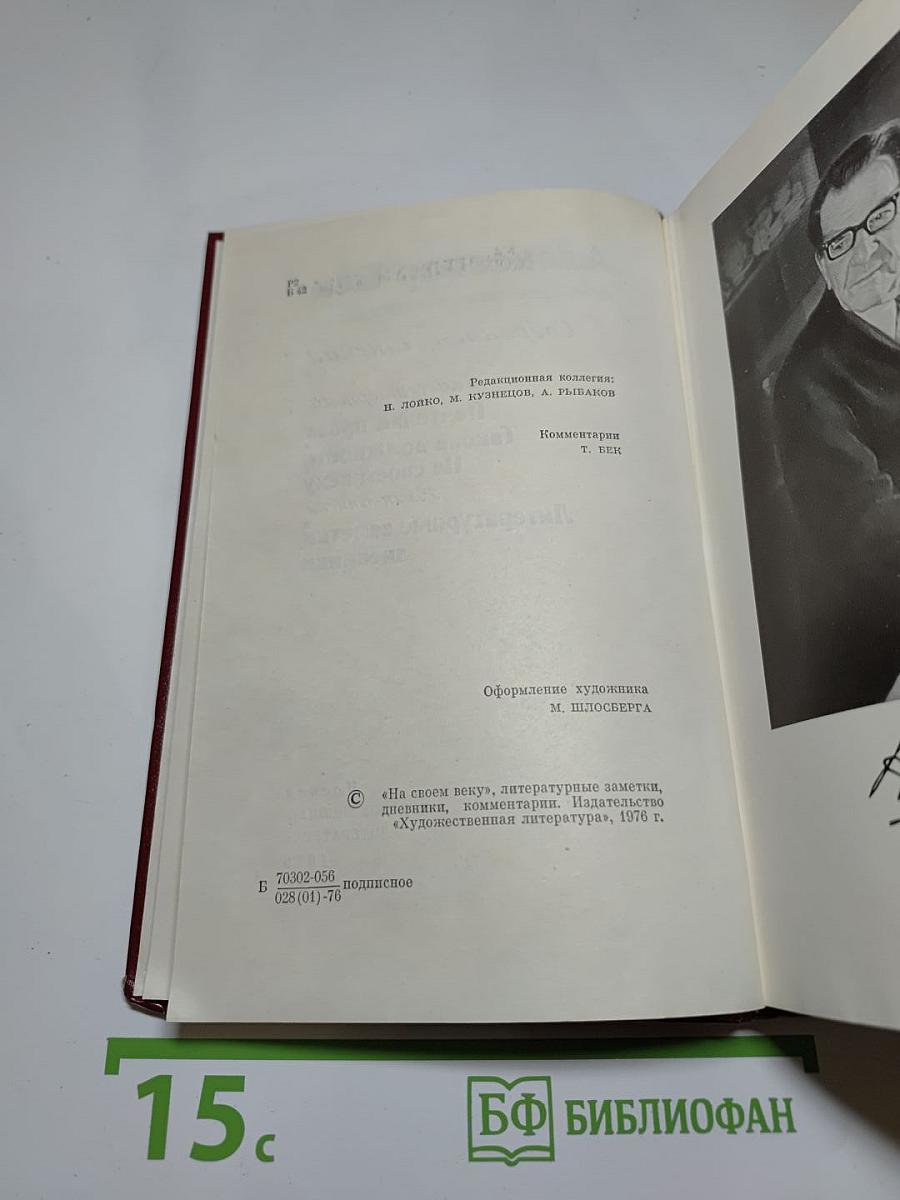 Р2
Б 42
Редакционная коллегия:
Н. ЛОЙКО, М. КУЗНЕЦОВ, А. РЫБАКОВ
Комментарии
Т. БЕК
Оформление художника
М. ШЛОСБЕРГА
© «На своем веку», литературные заметки,
дневники, комментарии. Издательство
«Художественная литература», 1976 г.
Б 70302-056
028(01)-76 подписное
15 с
БФ БИБЛИОФАН